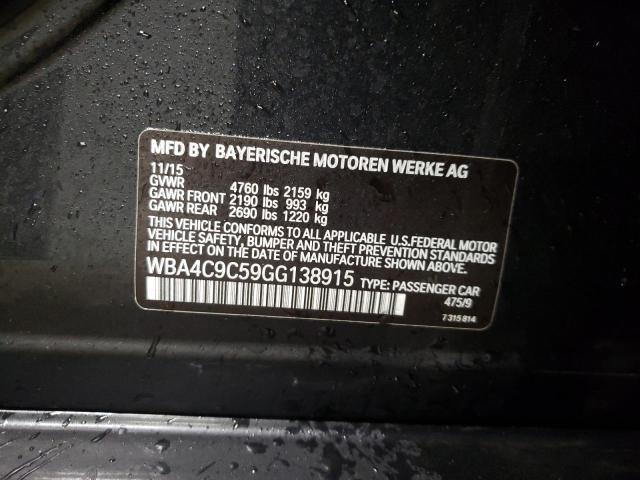 MFD BY BAYERISCHE MOTOREN WERKE AG
11/15
GVWR 4760 lbs 2159 kg
GAWR FRONT 2190 lbs 993 kg
GAWR REAR 2690 lbs 1220 kg
THIS VEHICLE CONFORMS TO ALL APPLICABLE U.S.FEDERAL MOTOR
VEHICLE SAFETY, BUMPER AND THEFT PREVENTION STANDARDS
IN EFFECT ON THE DATE OF MANUFACTURE SHOWN ABOVE.
WBA4C9C59GG138915 TYPE: PASSENGER CAR
475/9
7 315 814